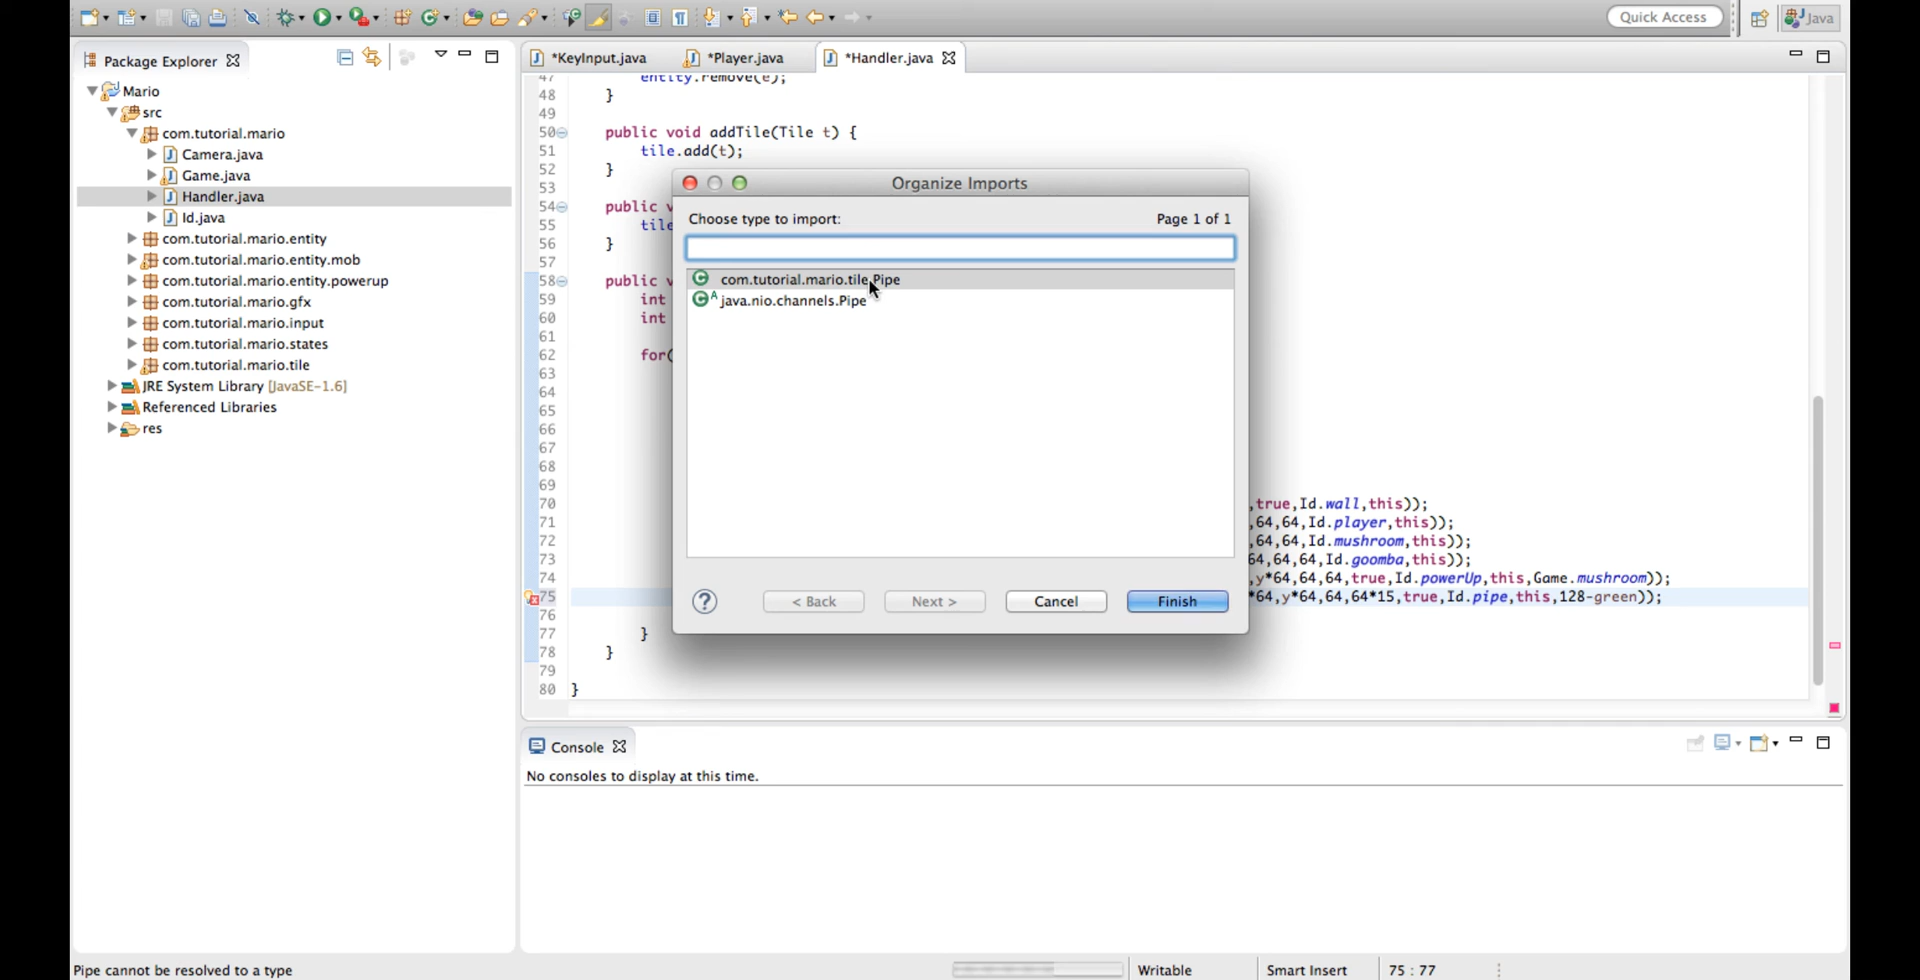 Quick Access
Java
Package Explorer
*KeyInput.java
*Player.java
*Handler.java
Mario
src
com.tutorial.mario
Camera.java
Game.java
Handler.java
Id.java
com.tutorial.mario.entity
com.tutorial.mario.entity.mob
com.tutorial.mario.entity.powerup
com.tutorial.mario.gfx
com.tutorial.mario.input
com.tutorial.mario.states
com.tutorial.mario.tile
JRE System Library [JavaSE-1.6]
Referenced Libraries
res
47 entity.remove(e);
48 }
49
50 public void addTile(Tile t) {
51 tile.add(t);
52 }
53
54 public v
55 tile
56 }
57
58 public v
59 int
60 int
61
62 for(
63
64
65
66
67
68
69
70 ,true,Id.wall,this));
71 ,64,64,Id.player,this));
72 ,64,64,Id.mushroom,this));
73 64,64,64,Id.goomba,this));
74 ,y*64,64,64,true,Id.powerUp,this,Game.mushroom));
75 *64,y*64,64,64*15,true,Id.pipe,this,128-green));
76
77 }
78 }
79
80 }
Organize Imports
Choose type to import:
Page 1 of 1
com.tutorial.mario.tile.Pipe
java.nio.channels.Pipe
< Back
Next >
Cancel
Finish
Console
No consoles to display at this time.
Pipe cannot be resolved to a type
Writable
Smart Insert
75 : 77